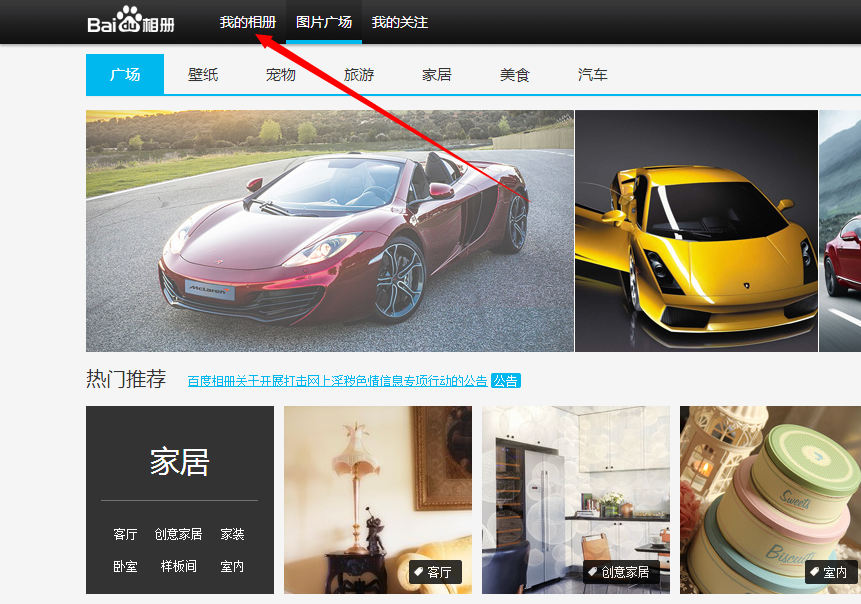 Bai du 相册 我的相册 图片广场 我的关注
广场 壁纸 宠物 旅游 家居 美食 汽车
McLaren
热门推荐 百度相册关于开展打击网上淫秽色情信息专项行动的公告 公告
家居
客厅 创意家居 家装
卧室 样板间 室内
Sweets
Biscuits
客厅 创意家居 室内